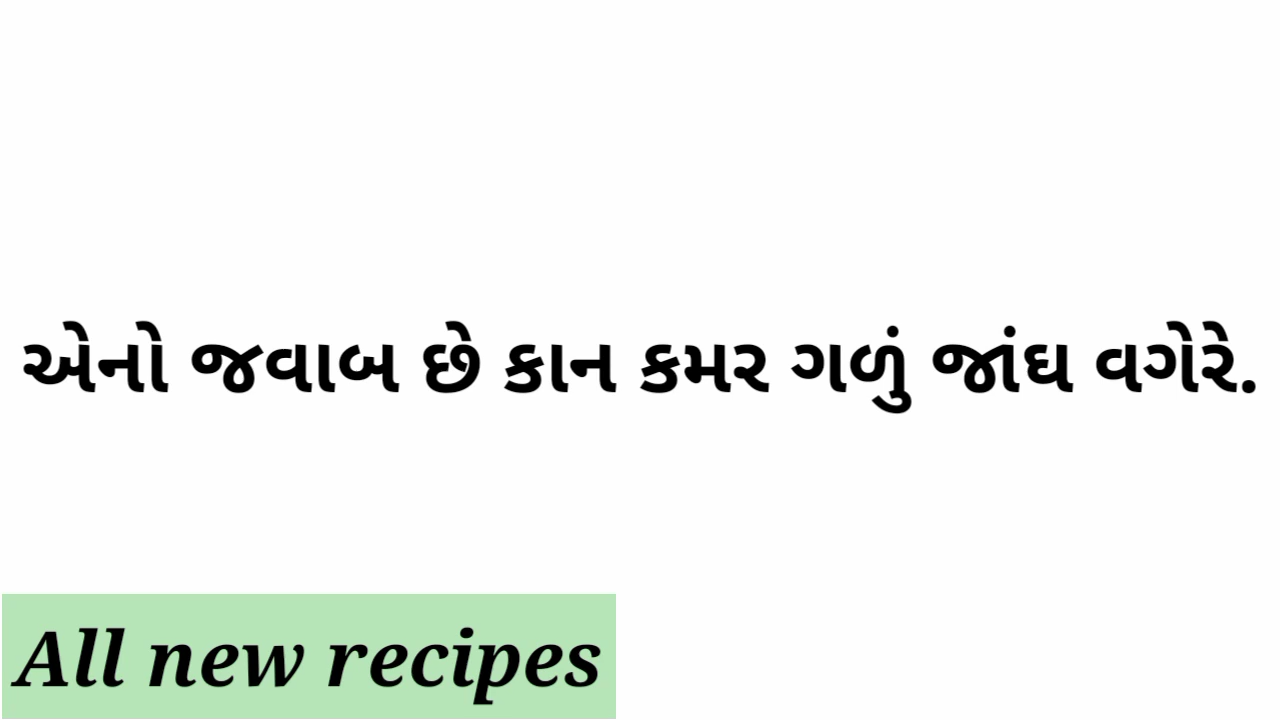 એનો જવાબ છે કાન કમર ગળું જાંઘ વગેરે.
All new recipes